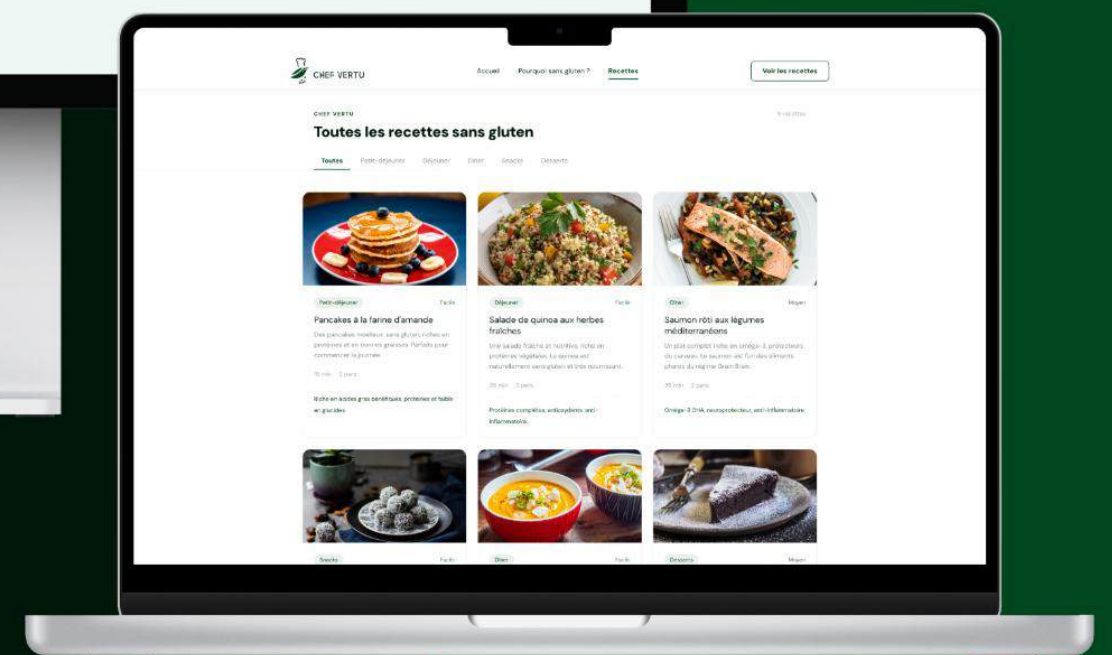 CHEF VERTU
Accueil Pourquoi sans gluten ? Recettes
Voir les recettes
CHEF VERTU
Toutes les recettes sans gluten
Toutes Petit-déjeuner Déjeuner Dîner Snacks Desserts
Petit-déjeuner Facile
Pancakes à la farine d'amande
Des pancakes moelleux, sans gluten, riches en
protéines et en bonnes graisses. Parfaits pour
commencer la journée.
15 min 2 pers.
Riche en acides gras bénéfiques, protéines et faible
en glucides.
Déjeuner Facile
Salade de quinoa aux herbes
fraîches
Une salade fraîche et nutritive, riche en
protéines végétales. Le quinoa est
naturellement sans gluten et très nourrissant.
20 min
Protéines complètes, antioxydants, anti-
inflammatoire.
Dîner Moyen
Saumon rôti aux légumes
méditerranéens
Un plat complet riche en oméga-3, protecteurs
du cerveau. Le saumon est l'un des aliments
phares du régime Brain.
2 pers.
Oméga-3 DHA, neuroprotecteur, anti-inflammatoire.
Snacks Facile
Dîner Facile
Desserts Moyen